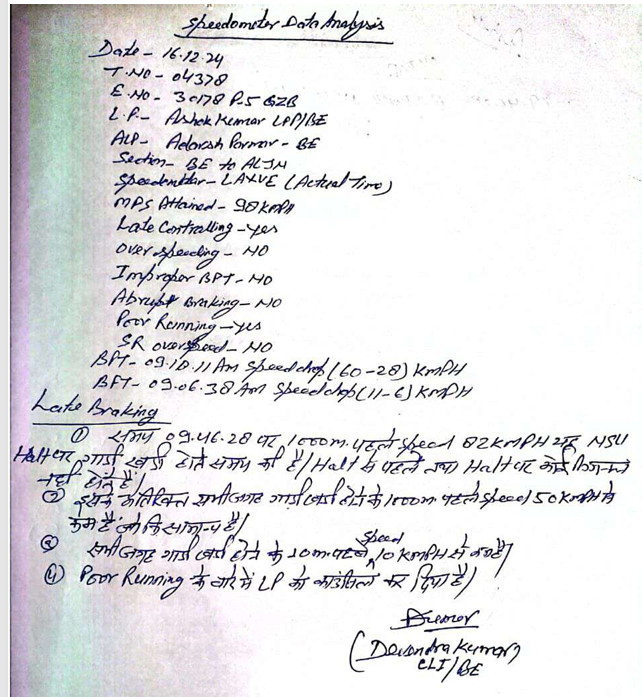 Speedometer Data Analysis
Date - 16.12.24
T.NO - 04378
E.NO - 30178 P-5 GZB
L.P. - Ashok Kumar LPP/BE
ALP - Adarsh Parmar - BE
Section - BE to ALJN
Speedometer - LAXVE (Actual Time)
MPS Attained - 98 KMPH
Late Controlling - Yes
Over speeding - NO
Improper BPT - NO
Abrupt Braking - NO
Poor Running - Yes
SR overspeed - NO
BFT - 09.10.11 Am Speed drop (60-28) KMPH
BPT - 09.06.38 Am Speed drop (11-6) KMPH
Late Braking
① समय 09.46.28 पर 1000m. पहले Speed 82 KMPH यह NSU
Halt पर गाडी खडी होते समय की है। Halt से पहले तथा Halt पर कोई सिगनल
नही होते है।
② इसके अतिरिक्त सभी जगह गाडी खडी होने के 1000m पहले Speed 50 KMPH से
कम है जो कि सामान्य है।
③ सभी जगह गाडी खडी होने के 10m पहले Speed 10 KMPH से कम है।
④ Poor Running के बारे में LP को काउंसिल कर दिया है।
(Devendra Kumar)
CLI/BE